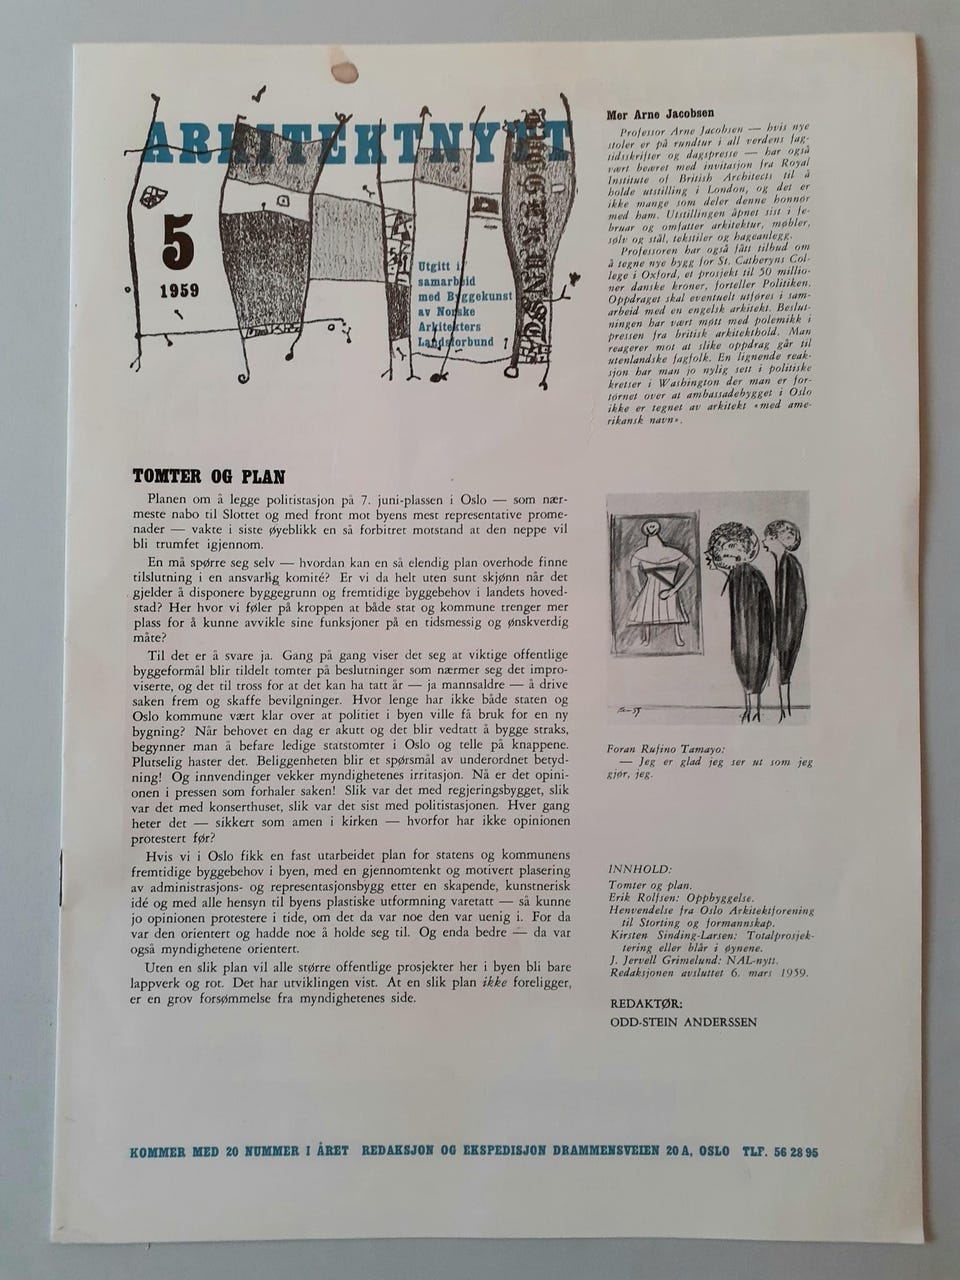 ARKITEKTNYTT
5
1959
Utgitt i
samarbeid
med Byggekunst
av Norske
Arkitekters
Landsforbund
Mer Arne Jacobsen
Professor Arne Jacobsen — hvis nye
stoler er på rundtur i all verdens fag-
tidsskrifter og dagspresse — har også
vært beæret med invitasjon fra Royal
Institute of British Architects til å
holde utstilling i London, og det er
ikke mange som deler denne honnør
med ham. Utstillingen åpnet sist i fe-
bruar og omfatter arkitektur, møbler,
sølv og stål, tekstiler og hageanlegg.
Professoren har også fått tilbud om
å tegne nye bygg for St. Catheryns Col-
lege i Oxford, et prosjekt til 50 millio-
ner danske kroner, forteller Politiken.
Oppdraget skal eventuelt utføres i sam-
arbeid med en engelsk arkitekt. Beslut-
ningen har vært møtt med polemikk i
pressen fra britisk arkitekthold. Man
reagerer mot at slike oppdrag går til
utenlandske fagfolk. En lignende reak-
sjon har man jo nylig sett i politiske
kretser i Washington der man er for-
tørnet over at ambassadebygget i Oslo
ikke er tegnet av arkitekt «med ame-
rikansk navn».
TOMTER OG PLAN
Planen om å legge politistasjon på 7. juni-plassen i Oslo — som nær-
meste nabo til Slottet og med front mot byens mest representative prome-
nader — vakte i siste øyeblikk en så forbitret motstand at den neppe vil
bli trumfet igjennom.
En må spørre seg selv — hvordan kan en så elendig plan overhode finne
tilslutning i en ansvarlig komité? Er vi da helt uten sunt skjønn når det
gjelder å disponere byggegrunn og fremtidige byggebehov i landets hoved-
stad? Her hvor vi føler på kroppen at både stat og kommune trenger mer
plass for å kunne avvikle sine funksjoner på en tidsmessig og ønskverdig
måte?
Til det er å svare ja. Gang på gang viser det seg at viktige offentlige
byggeformål blir tildelt tomter på beslutninger som nærmer seg det impro-
viserte, og det til tross for at det kan ha tatt år — ja mannsaldre — å drive
saken frem og skaffe bevilgninger. Hvor lenge har ikke både staten og
Oslo kommune vært klar over at politiet i byen ville få bruk for en ny
bygning? Når behovet en dag er akutt og det blir vedtatt å bygge straks,
begynner man å befare ledige statstomter i Oslo og telle på knappene.
Plutselig haster det. Beliggenheten blir et spørsmål av underordnet betyd-
ning! Og innvendinger vekker myndighetenes irritasjon. Nå er det opini-
onen i pressen som forhaler saken! Slik var det med regjeringsbygget, slik
var det med konserthuset, slik var det sist med politistasjonen. Hver gang
heter det — sikkert som amen i kirken — hvorfor har ikke opinionen
protestert før?
Hvis vi i Oslo fikk en fast utarbeidet plan for statens og kommunens
fremtidige byggebehov i byen, med en gjennomtenkt og motivert plasering
av administrasjons- og representasjonsbygg etter en skapende, kunstnerisk
idé og med alle hensyn til byens plastiske utformning varetatt — så kunne
jo opinionen protestere i tide, om det da var noe den var uenig i. For da
var den orientert og hadde noe å holde seg til. Og enda bedre — da var
også myndighetene orientert.
Uten en slik plan vil alle større offentlige prosjekter her i byen bli bare
lappverk og rot. Det har utviklingen vist. At en slik plan ikke foreligger,
er en grov forsømmelse fra myndighetenes side.
Foran Rufino Tamayo:
— Jeg er glad jeg ser ut som jeg
gjør, jeg.
INNHOLD:
Tomter og plan.
Erik Rolfsen: Oppbyggelse.
Henvendelse fra Oslo Arkitektforening
til Storting og formannskap.
Kirsten Sinding-Larsen: Totalprosjek-
tering eller blår i øynene.
J. Jervell Grimelund: NAL-nytt.
Redaksjonen avsluttet 6. mars 1959.
REDAKTØR:
ODD-STEIN ANDERSSEN
KOMMER MED 20 NUMMER I ÅRET REDAKSJON OG EKSPEDISJON DRAMMENSVEIEN 20 A, OSLO TLF. 56 28 95